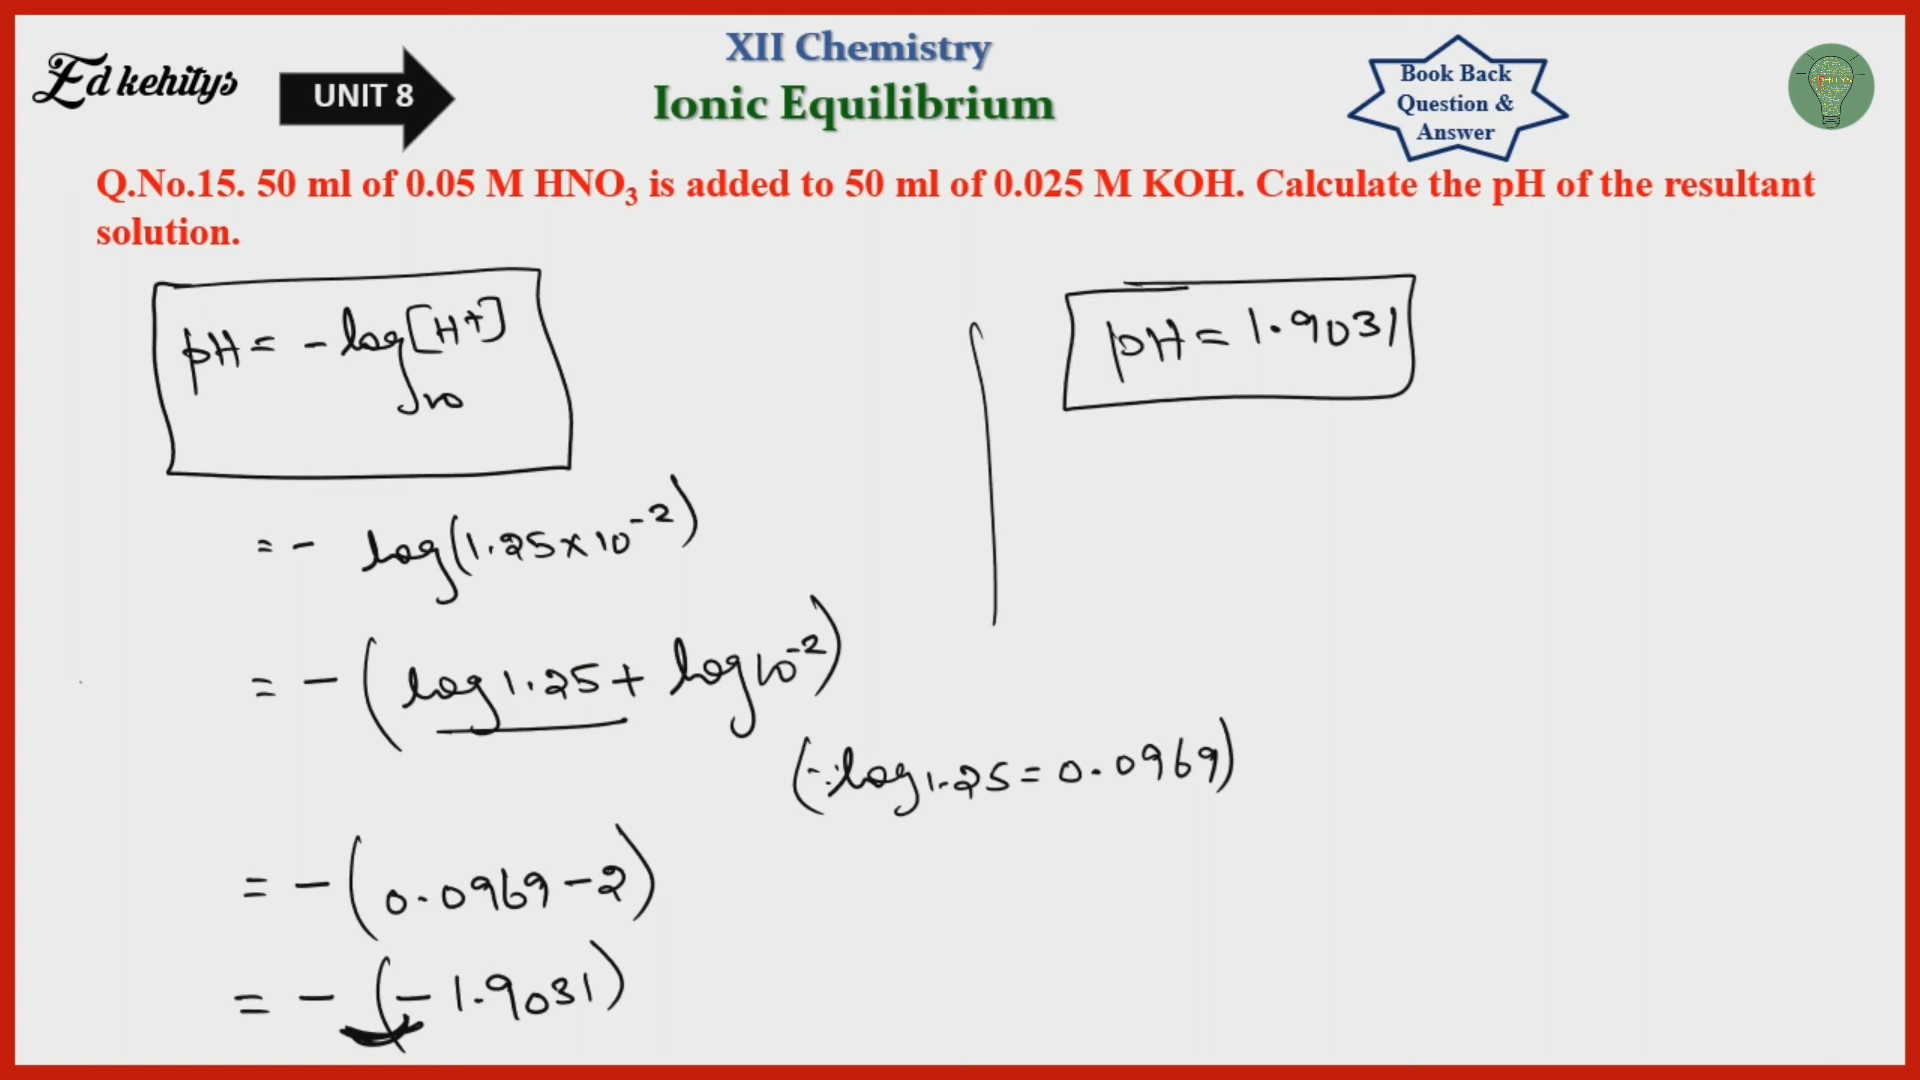 Ed kehitys
UNIT 8
XII Chemistry
Ionic Equilibrium
Book Back
Question &
Answer
Q.No.15. 50 ml of 0.05 M HNO₃ is added to 50 ml of 0.025 M KOH. Calculate the pH of the resultant
solution.
pH = - log₁₀[H+]
= - log(1.25×10⁻²)
= - (log 1.25 + log 10⁻²)
(∵ log 1.25 = 0.0969)
= - (0.0969 - 2)
= - (- 1.9031)
pH = 1.9031